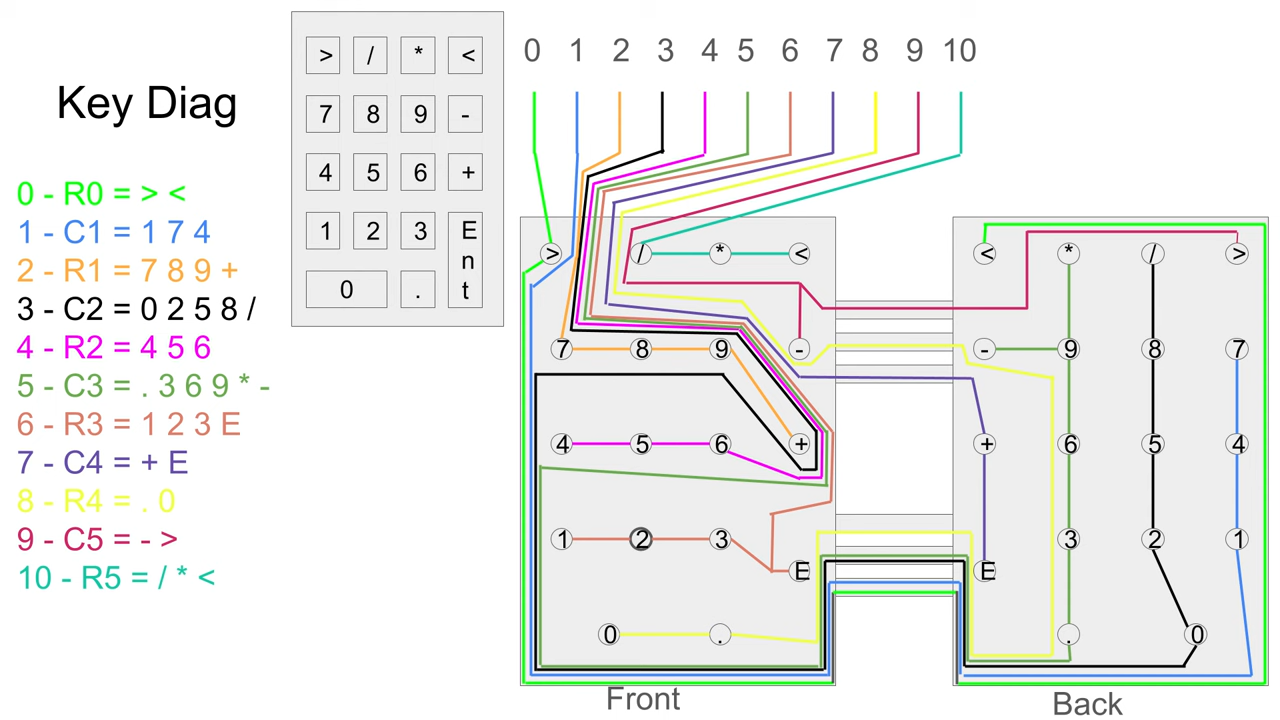 Key Diag
0 - R0 = > <
1 - C1 = 1 7 4
2 - R1 = 7 8 9 +
3 - C2 = 0 2 5 8 /
4 - R2 = 4 5 6
5 - C3 = . 3 6 9 * -
6 - R3 = 1 2 3 E
7 - C4 = + E
8 - R4 = . 0
9 - C5 = - >
10 - R5 = / * <
> / * <
7 8 9 -
4 5 6 +
1 2 3 Ent
0 .
0 1 2 3 4 5 6 7 8 9 10
> / * <
7 8 9 -
4 5 6 +
1 2 3 E
0 .
Front
< * / >
- 9 8 7
+ 6 5 4
E 3 2 1
. 0
Back